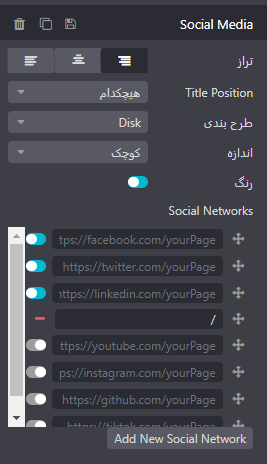 Social Media
تراز
Title Position
هیچکدام
طرح بندی
Disk
اندازه
کوچک
رنگ
Social Networks
tps://facebook.com/yourPage
https://twitter.com/yourPage
ttps://linkedin.com/yourPage
/
ttps://youtube.com/yourPage
ps://instagram.com/yourPage
https://github.com/yourPage
https://tiktok.com/yourPage
Add New Social Network